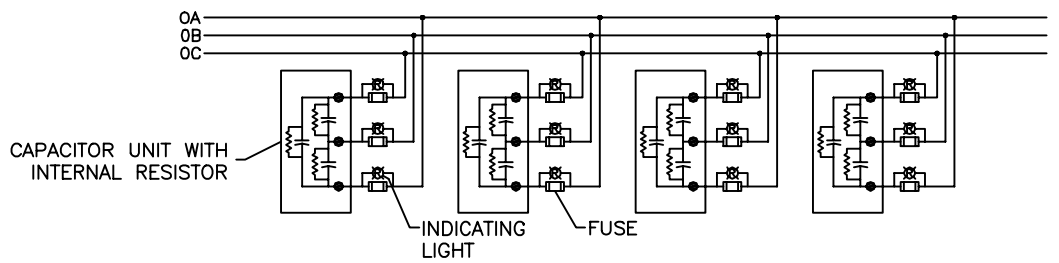 0A
0B
0C
CAPACITOR UNIT WITH
INTERNAL RESISTOR
INDICATING
LIGHT
FUSE